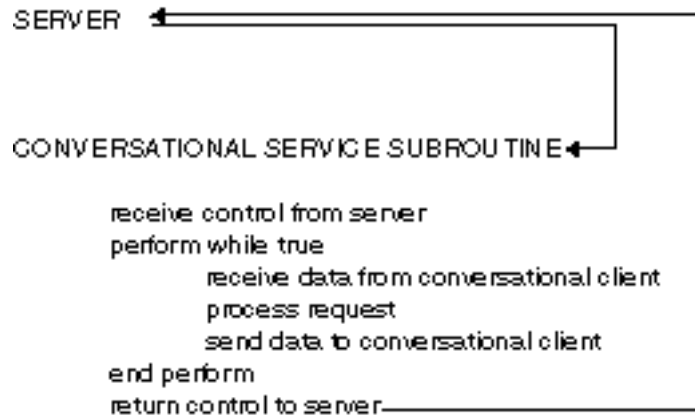 SERVER
CONVERSATIONAL SERVICE SUBROUTINE
receive control from server
perform while true
receive data from conversational client
process request
send data to conversational client
end perform
return control to server